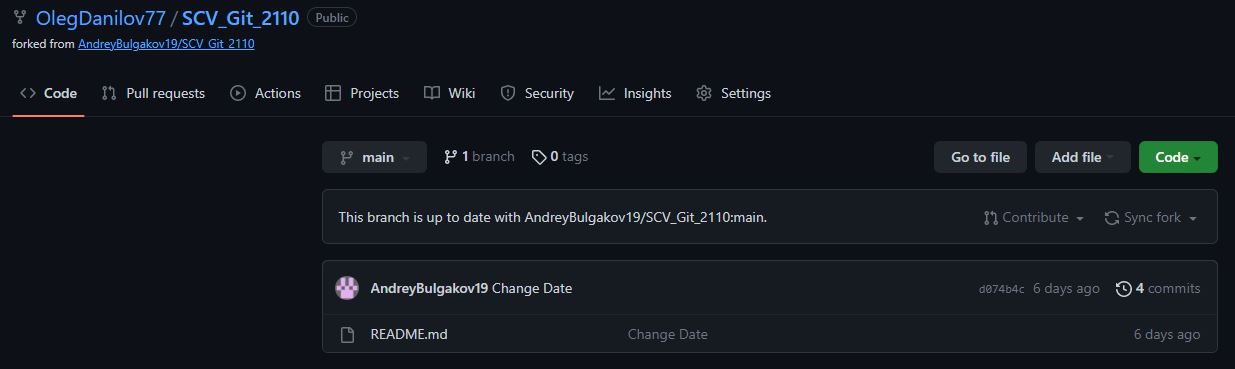 OlegDanilov77 / SCV_Git_2110 Public
forked from AndreyBulgakov19/SCV_Git_2110
Code Pull requests Actions Projects Wiki Security Insights Settings
main 1 branch 0 tags Go to file Add file Code
This branch is up to date with AndreyBulgakov19/SCV_Git_2110:main. Contribute Sync fork
AndreyBulgakov19 Change Date d074b4c 6 days ago 4 commits
README.md Change Date 6 days ago